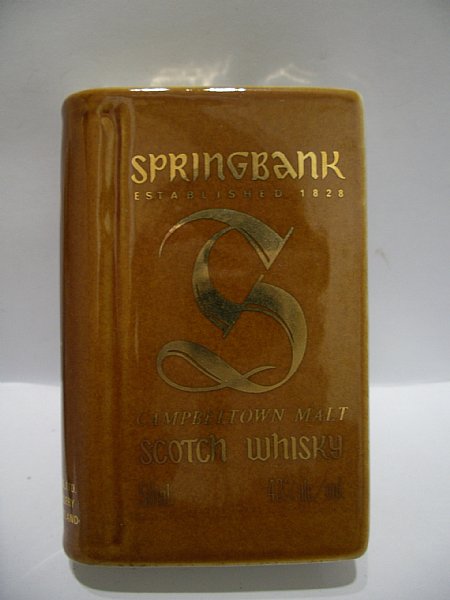 SPRINGBANK
ESTABLISHED 1828
S
CAMPBELTOWN MALT
SCOTCH WHISKY